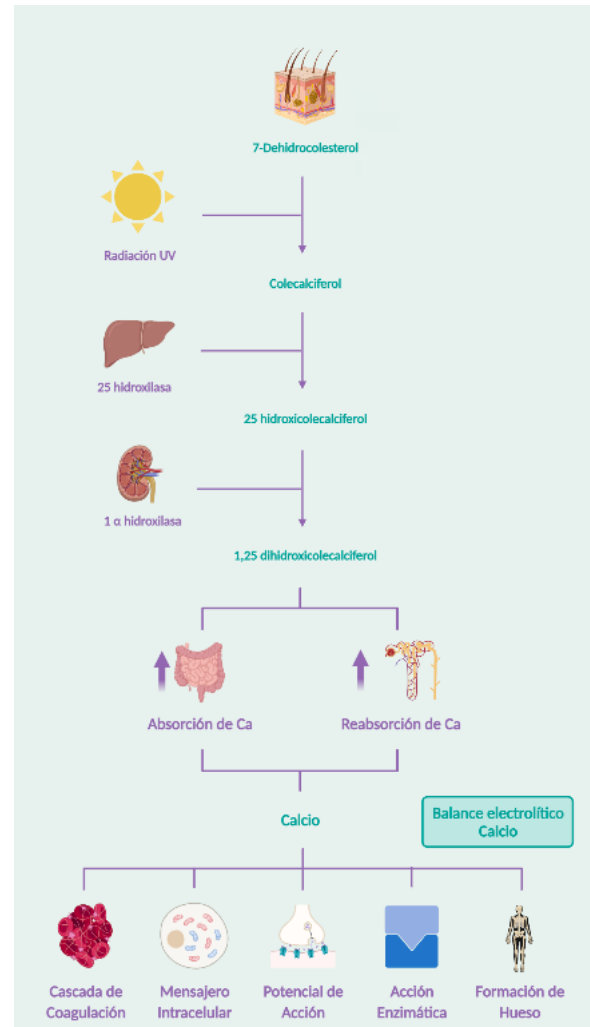 7-Dehidrocolesterol
Radiación UV
Colecalciferol
25 hidroxilasa
25 hidroxicolecalciferol
1 α hidroxilasa
1,25 dihidroxicolecalciferol
Absorción de Ca
Reabsorción de Ca
Calcio
Balance electrolítico
Calcio
Cascada de
Coagulación
Mensajero
Intracelular
Potencial de
Acción
Acción
Enzimática
Formación de
Hueso